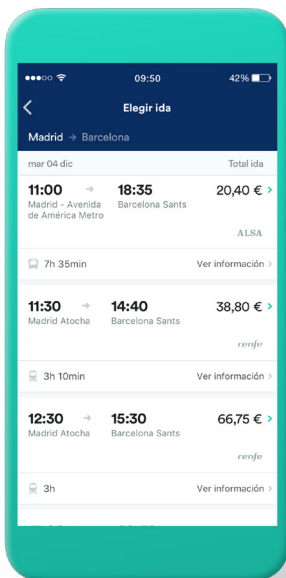 09:50
42%
Elegir ida
Madrid → Barcelona
mar 04 dic
Total ida
11:00 → 18:35 20,40 € >
Madrid - Avenida de América Metro
Barcelona Sants
ALSA
7h 35min
Ver información >
11:30 → 14:40 38,80 € >
Madrid Atocha
Barcelona Sants
renfe
3h 10min
Ver información >
12:30 → 15:30 66,75 € >
Madrid Atocha
Barcelona Sants
renfe
3h
Ver información >